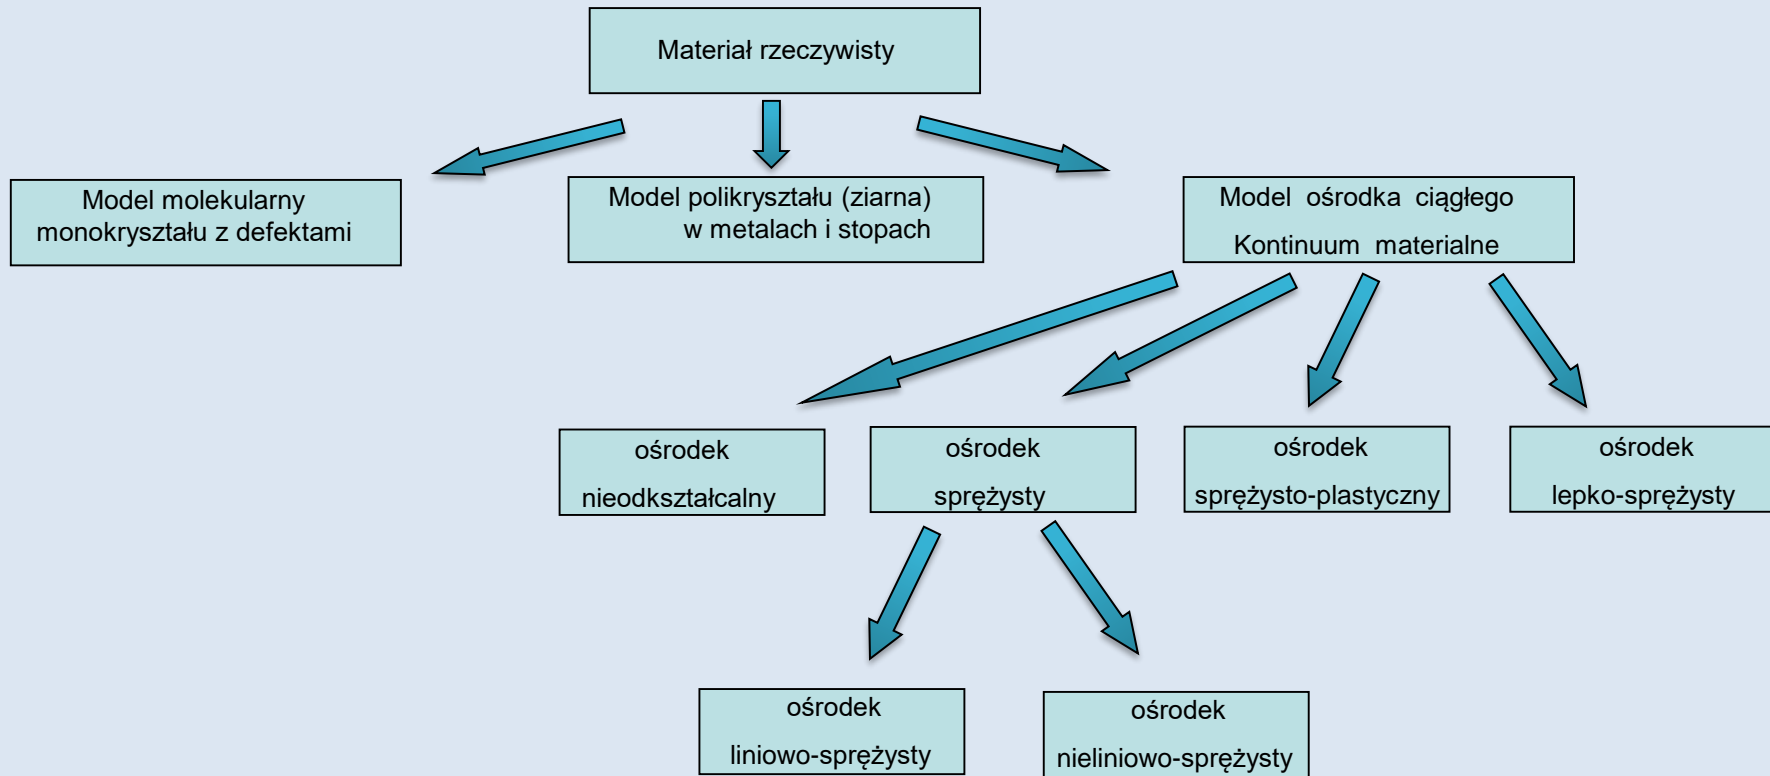 Materiał rzeczywisty
Model molekularny
monokryształu z defektami
Model polikryształu (ziarna)
w metalach i stopach
Model ośrodka ciągłego
Kontinuum materialne
ośrodek
nieodkształcalny
ośrodek
sprężysty
ośrodek
sprężysto-plastyczny
ośrodek
lepko-sprężysty
ośrodek
liniowo-sprężysty
ośrodek
nieliniowo-sprężysty